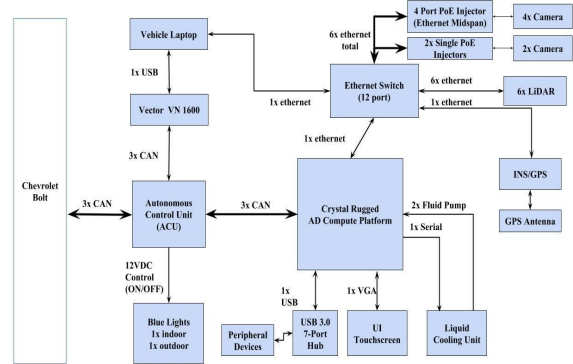 4 Port PoE Injector
(Ethernet Midspan)
4x Camera
Vehicle Laptop
6x ethernet
total
2x Single PoE
Injectors
2x Camera
1x USB
Ethernet Switch
(12 port)
6x ethernet
6x LiDAR
1x ethernet
1x ethernet
Vector VN 1600
1x ethernet
3x CAN
INS/GPS
Chevrolet
Bolt
3x CAN
Autonomous
Control Unit
(ACU)
3x CAN
Crystal Rugged
AD Compute Platform
2x Fluid Pump
1x Serial
GPS Antenna
12VDC
Control
(ON/OFF)
1x
USB
1x VGA
Blue Lights
1x indoor
1x outdoor
Peripheral
Devices
USB 3.0
7-Port
Hub
UI
Touchscreen
Liquid
Cooling Unit